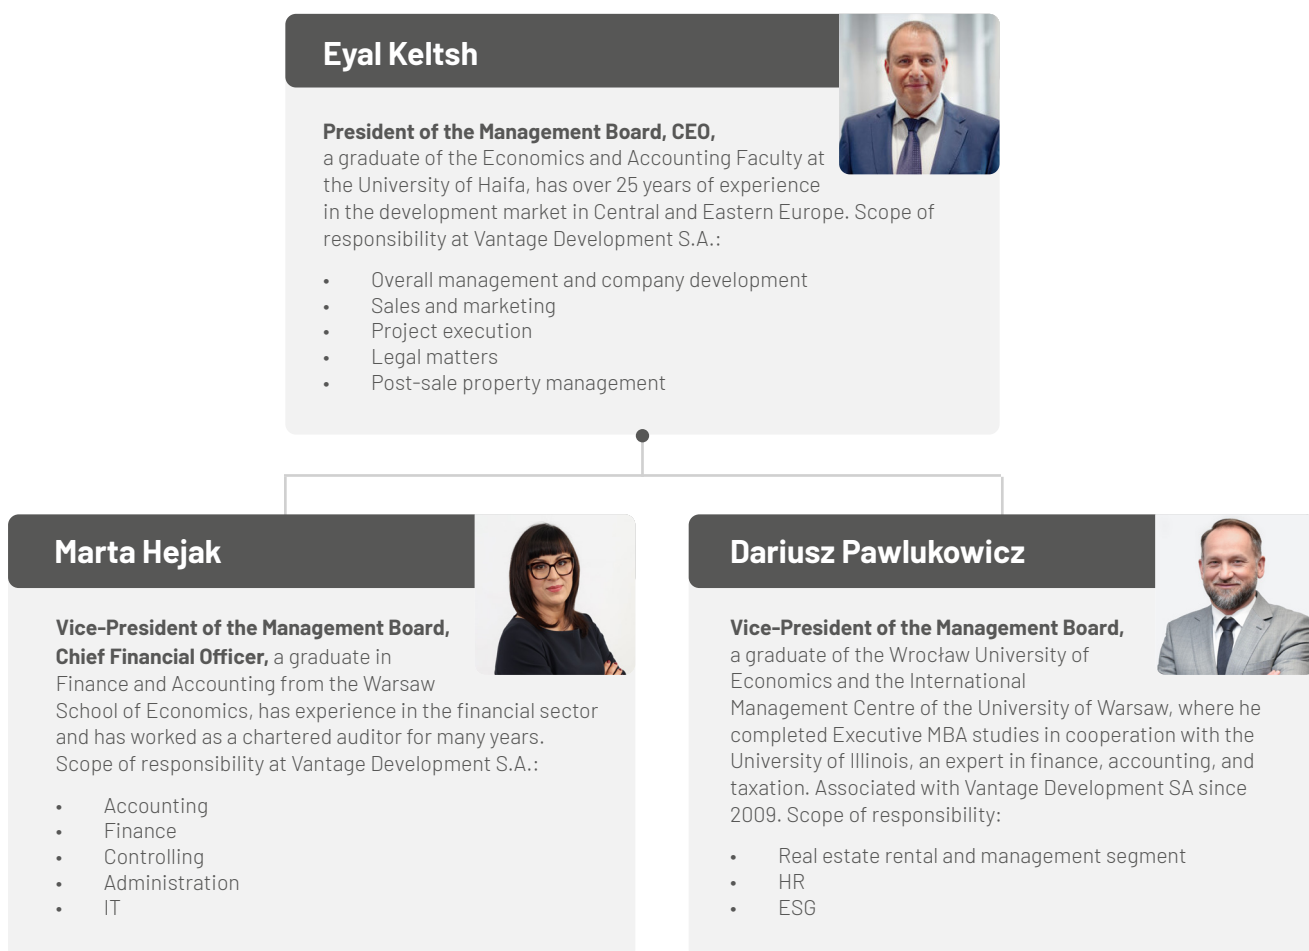 Eyal Keltsh
President of the Management Board, CEO,
a graduate of the Economics and Accounting Faculty at
the University of Haifa, has over 25 years of experience
in the development market in Central and Eastern Europe. Scope of
responsibility at Vantage Development S.A.:
• Overall management and company development
• Sales and marketing
• Project execution
• Legal matters
• Post-sale property management
Marta Hejak
Vice-President of the Management Board,
Chief Financial Officer, a graduate in
Finance and Accounting from the Warsaw
School of Economics, has experience in the financial sector
and has worked as a chartered auditor for many years.
Scope of responsibility at Vantage Development S.A.:
• Accounting
• Finance
• Controlling
• Administration
• IT
Dariusz Pawlukowicz
Vice-President of the Management Board,
a graduate of the Wrocław University of
Economics and the International
Management Centre of the University of Warsaw, where he
completed Executive MBA studies in cooperation with the
University of Illinois, an expert in finance, accounting, and
taxation. Associated with Vantage Development SA since
2009. Scope of responsibility:
• Real estate rental and management segment
• HR
• ESG